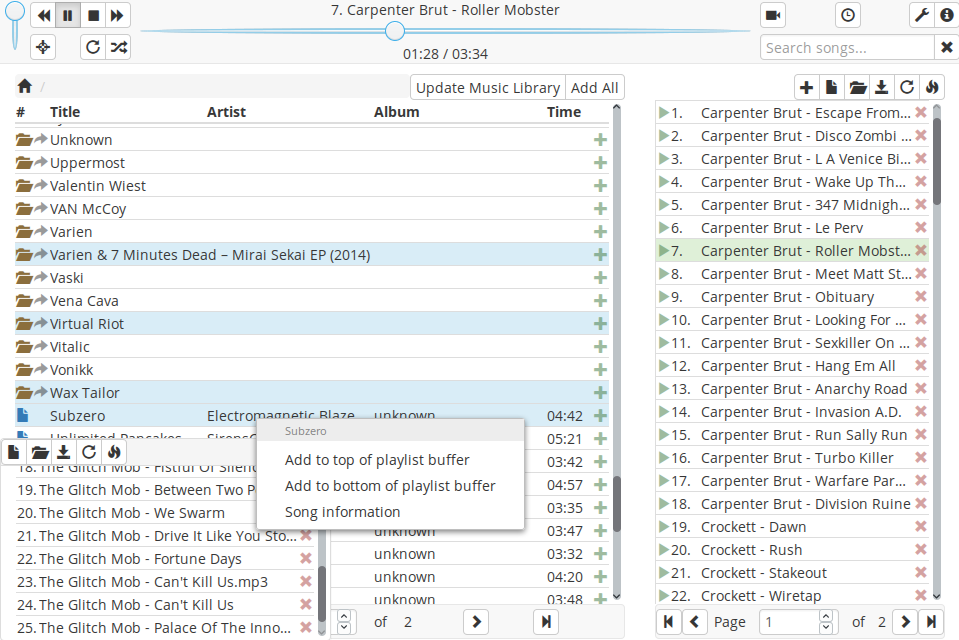 7. Carpenter Brut - Roller Mobster
01:28 / 03:34
Search songs...
/
Update Music Library
Add All
# Title Artist Album Time
Unknown
Uppermost
Valentin Wiest
VAN McCoy
Varien
Varien & 7 Minutes Dead – Mirai Sekai EP (2014)
Vaski
Vena Cava
Virtual Riot
Vitalic
Vonikk
Wax Tailor
Subzero Electromagnetic Blaze unknown 04:42
05:21
03:42
04:57
03:35
unknown 03:47
unknown 03:32
unknown 04:20
unknown 03:48
Subzero
Add to top of playlist buffer
Add to bottom of playlist buffer
Song information
18. The Glitch Mob - Fistful Of Silenc
19. The Glitch Mob - Between Two P
20. The Glitch Mob - We Swarm
21. The Glitch Mob - Drive It Like You Sto...
22. The Glitch Mob - Fortune Days
23. The Glitch Mob - Can't Kill Us.mp3
24. The Glitch Mob - Can't Kill Us
25. The Glitch Mob - Palace Of The Inno...
of 2
1. Carpenter Brut - Escape From...
2. Carpenter Brut - Disco Zombi ...
3. Carpenter Brut - L A Venice Bi...
4. Carpenter Brut - Wake Up Th...
5. Carpenter Brut - 347 Midnigh...
6. Carpenter Brut - Le Perv
7. Carpenter Brut - Roller Mobst...
8. Carpenter Brut - Meet Matt St...
9. Carpenter Brut - Obituary
10. Carpenter Brut - Looking For ...
11. Carpenter Brut - Sexkiller On ...
12. Carpenter Brut - Hang Em All
13. Carpenter Brut - Anarchy Road
14. Carpenter Brut - Invasion A.D.
15. Carpenter Brut - Run Sally Run
16. Carpenter Brut - Turbo Killer
17. Carpenter Brut - Warfare Par...
18. Carpenter Brut - Division Ruine
19. Crockett - Dawn
20. Crockett - Rush
21. Crockett - Stakeout
22. Crockett - Wiretap
Page 1 of 2